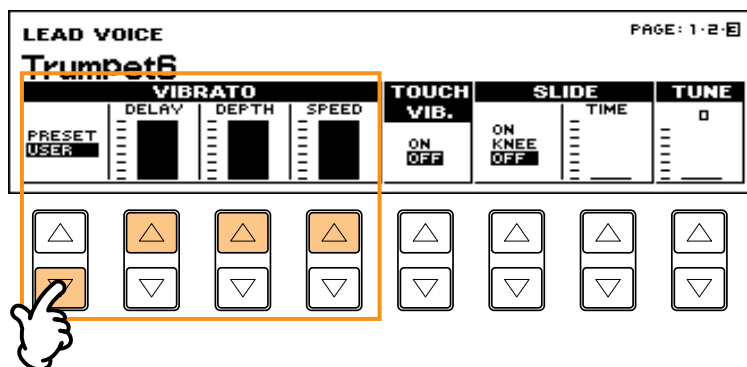 LEAD VOICE
PAGE: 1·2·3
Trumpet6
VIBRATO
TOUCH VIB.
SLIDE
TUNE
DELAY
DEPTH
SPEED
TIME
PRESET
USER
ON
OFF
ON
KNEE
OFF